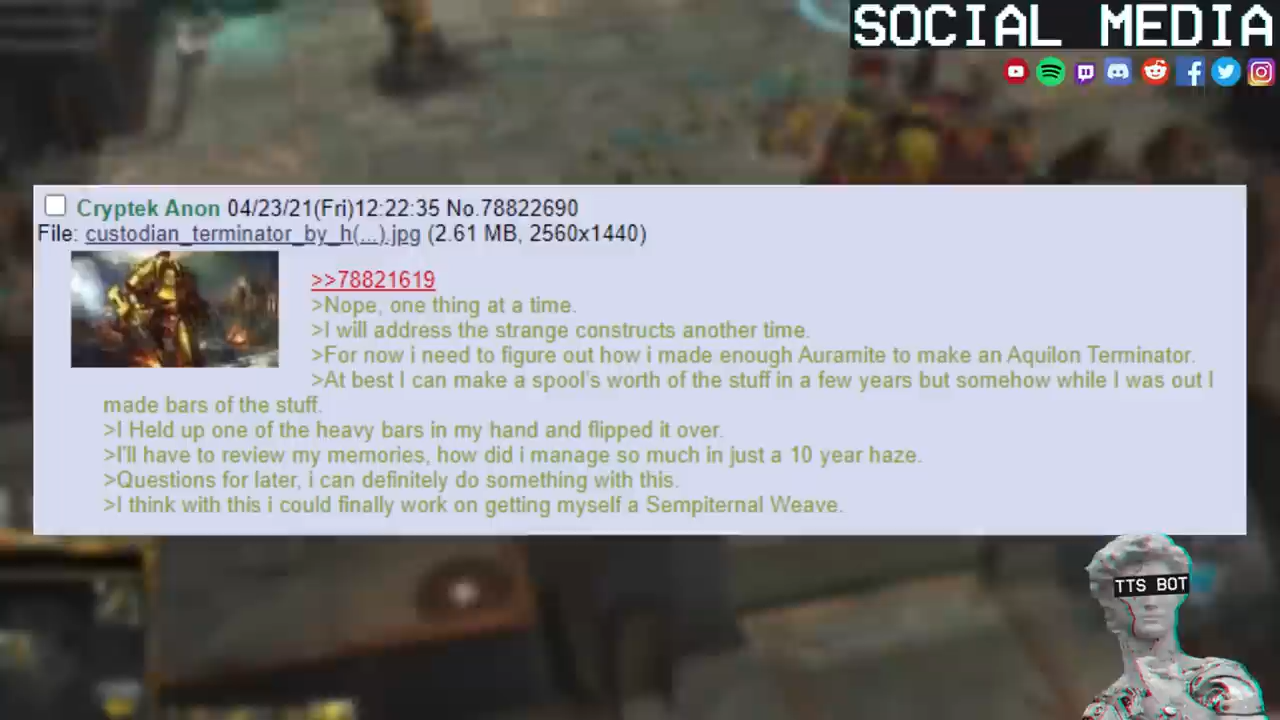 SOCIAL MEDIA
Cryptek Anon 04/23/21(Fri)12:22:35 No.78822690
File: custodian_terminator_by_h(...).jpg (2.61 MB, 2560x1440)
>>78821619
>Nope, one thing at a time.
>I will address the strange constructs another time.
>For now i need to figure out how i made enough Auramite to make an Aquilon Terminator.
>At best I can make a spool's worth of the stuff in a few years but somehow while I was out I
made bars of the stuff.
>I Held up one of the heavy bars in my hand and flipped it over.
>I'll have to review my memories, how did i manage so much in just a 10 year haze.
>Questions for later, i can definitely do something with this.
>I think with this i could finally work on getting myself a Sempiternal Weave.
TTS BOT